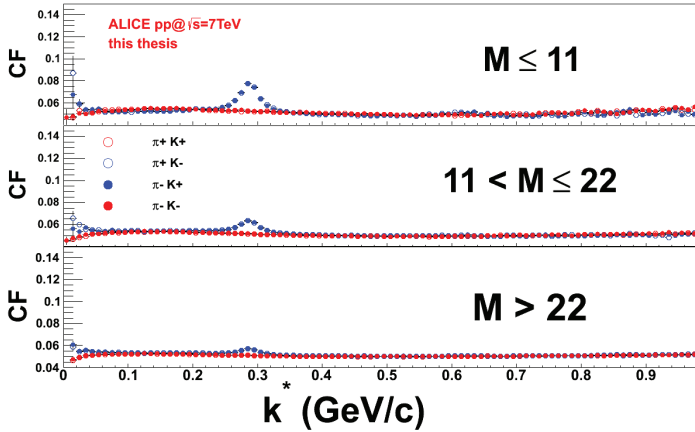 ALICE pp@√s=7TeV
this thesis
CF
0.14
0.12
0.1
0.08
0.06
M ≤ 11
CF
0.14
0.12
0.1
0.08
0.06
π+ K+
π+ K-
π- K+
π- K-
11 < M ≤ 22
CF
0.14
0.12
0.1
0.08
0.06
0.04
M > 22
0 0.1 0.2 0.3 0.4 0.5 0.6 0.7 0.8 0.9
k* (GeV/c)